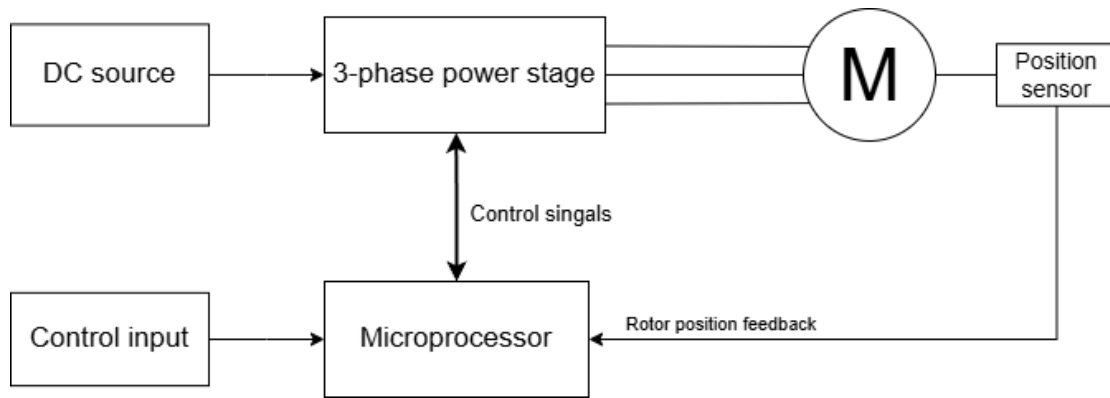 DC source
3-phase power stage
M
Position
sensor
Control singals
Control input
Microprocessor
Rotor position feedback